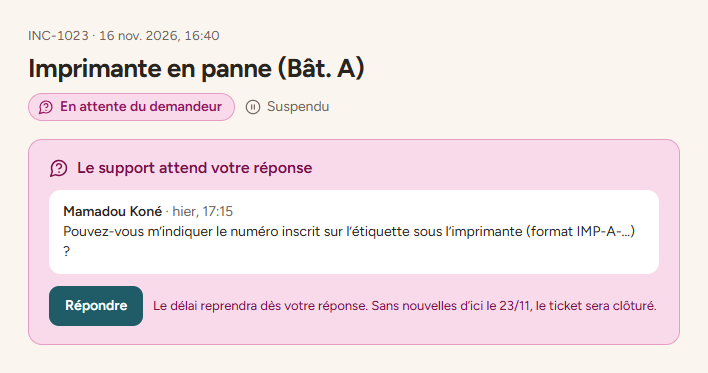 INC-1023 · 16 nov. 2026, 16:40
Imprimante en panne (Bât. A)
En attente du demandeur
Suspendu
Le support attend votre réponse
Mamadou Koné · hier, 17:15
Pouvez-vous m’indiquer le numéro inscrit sur l’étiquette sous l’imprimante (format IMP-A-…)
?
Répondre
Le délai reprendra dès votre réponse. Sans nouvelles d’ici le 23/11, le ticket sera clôturé.